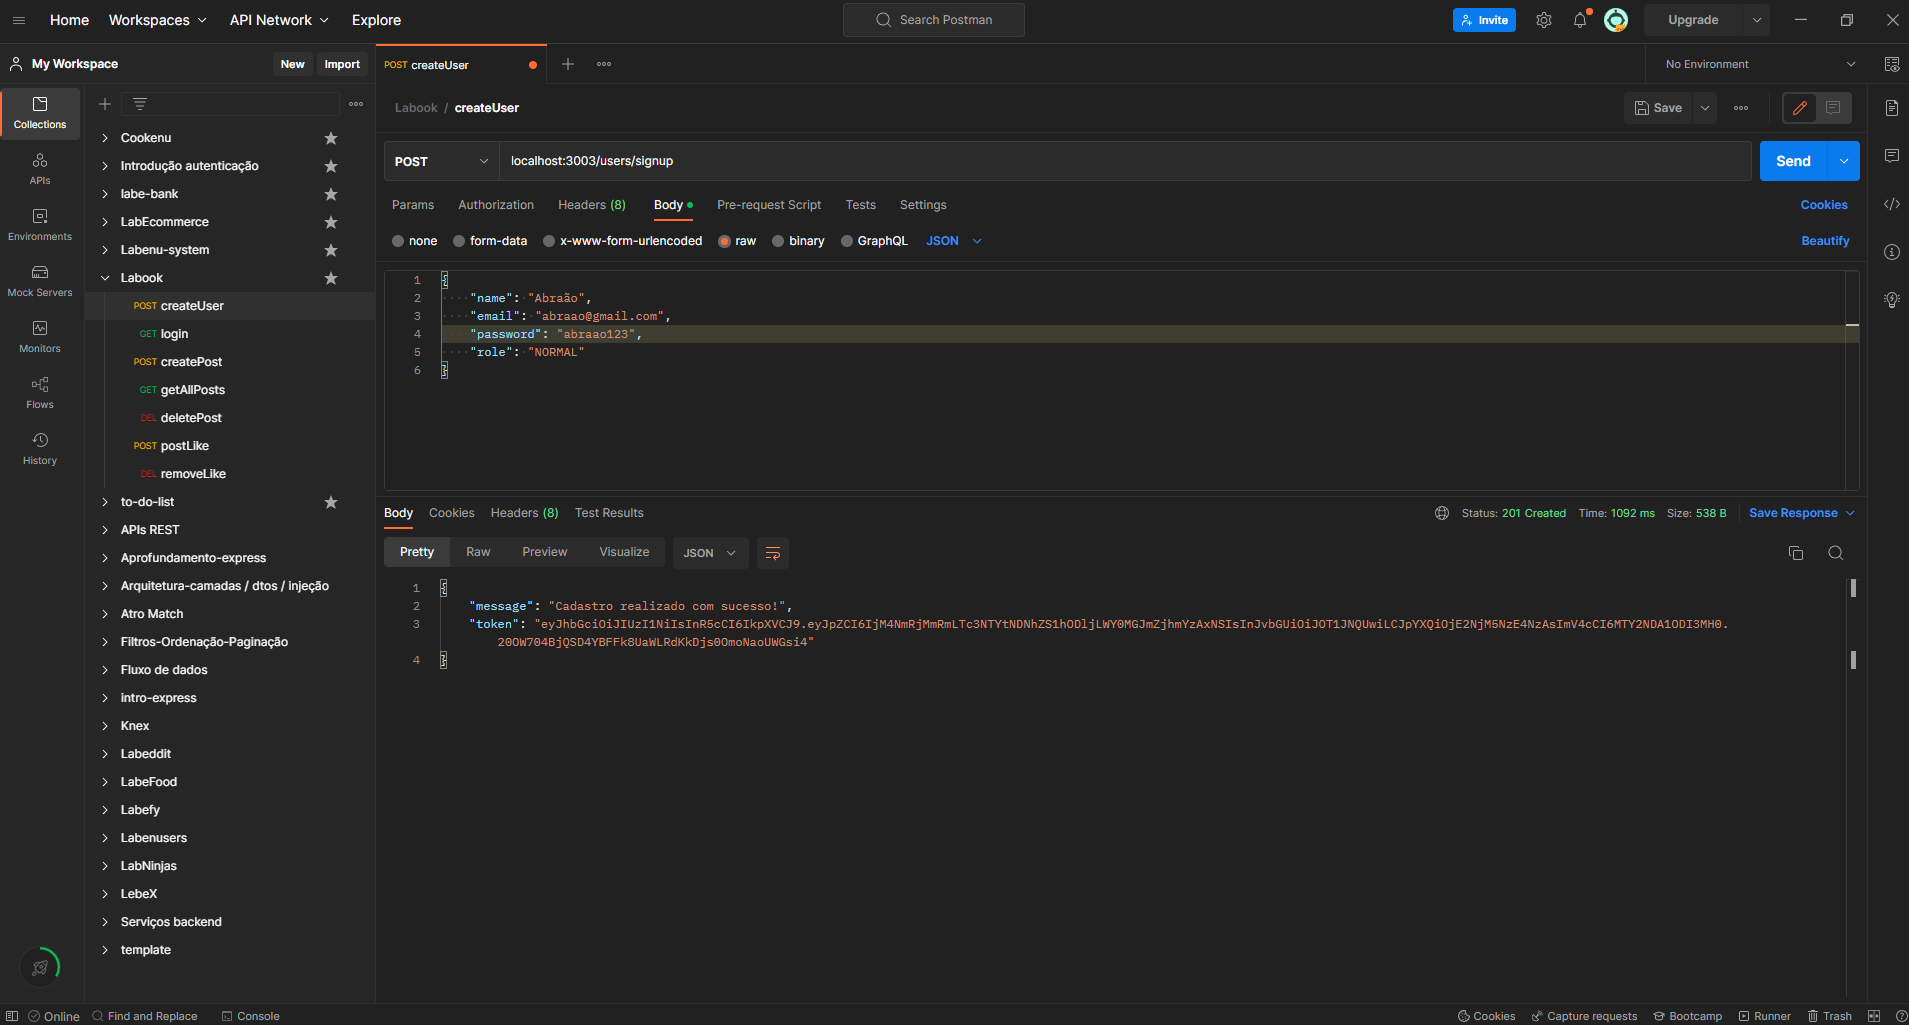 Home Workspaces API Network Explore Search Postman Invite Upgrade
My Workspace New Import POST createUser No Environment
Collections
APIs
Environments
Mock Servers
Monitors
Flows
History
Cookenu
Introdução autenticação
labe-bank
LabEcommerce
Labenu-system
Labook
POST createUser
GET login
POST createPost
GET getAllPosts
DEL deletePost
POST postLike
DEL removeLike
to-do-list
APIs REST
Aprofundamento-express
Arquitetura-camadas / dtos / injeção
Atro Match
Filtros-Ordenação-Paginação
Fluxo de dados
intro-express
Knex
Labeddit
LabeFood
Labefy
Labenusers
LabNinjas
LebeX
Serviços backend
template
Labook / createUser Save
POST localhost:3003/users/signup Send
Params Authorization Headers (8) Body Pre-request Script Tests Settings Cookies
none form-data x-www-form-urlencoded raw binary GraphQL JSON Beautify
1 {
2 "name": "Abraão",
3 "email": "abraao@gmail.com",
4 "password": "abraao123",
5 "role": "NORMAL"
6 }
Body Cookies Headers (8) Test Results Status: 201 Created Time: 1092 ms Size: 538 B Save Response
Pretty Raw Preview Visualize JSON
1 {
2 "message": "Cadastro realizado com sucesso!",
3 "token": "eyJhbGciOiJIUzI1NiIsInR5cCI6IkpXVCJ9.eyJpZCI6IjM4NmRjMmRmLTc3NTYtNDNhZS1hODljLWY0MGJmZjhmYzAxNSIsInJvbGUiOiJOT1JNQUwiLCJpYXQiOjE2NjM5NzE4NzAsImV4cCI6MTY2NDA1ODI3MH0.
20OW704BjQSD4YBFFk8UaWLRdKkDjs0OmoNaoUWGsi4"
4 }
Online Find and Replace Console Cookies Capture requests Bootcamp Runner Trash